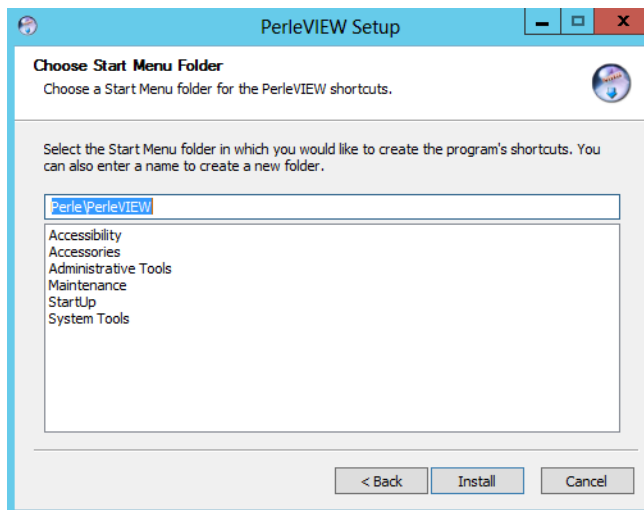 PerleVIEW Setup
Choose Start Menu Folder
Choose a Start Menu folder for the PerleVIEW shortcuts.
Select the Start Menu folder in which you would like to create the program's shortcuts. You
can also enter a name to create a new folder.
Perle\PerleVIEW
Accessibility
Accessories
Administrative Tools
Maintenance
StartUp
System Tools
< Back
Install
Cancel